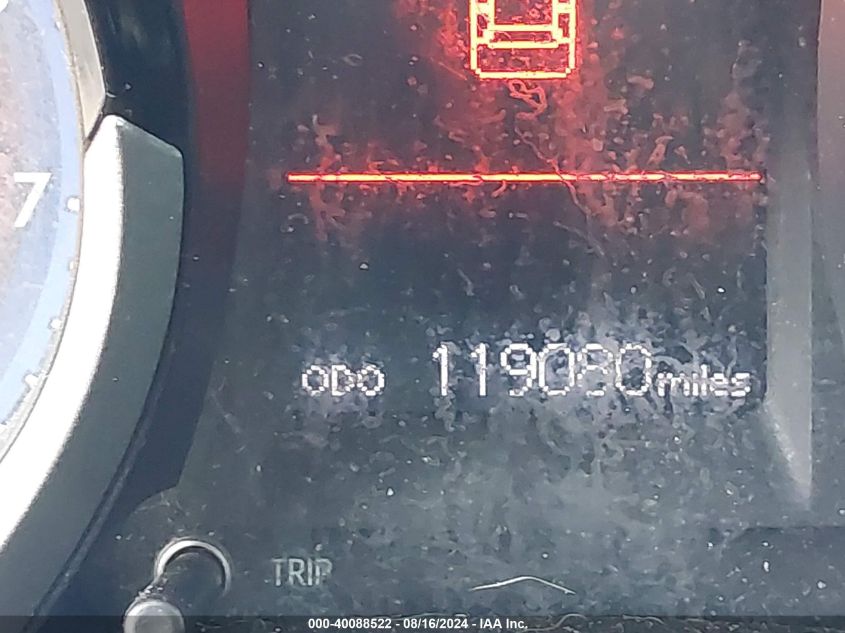 7
ODO 119080 miles
TRIP
000-40088522 - 08/16/2024 - IAA Inc.